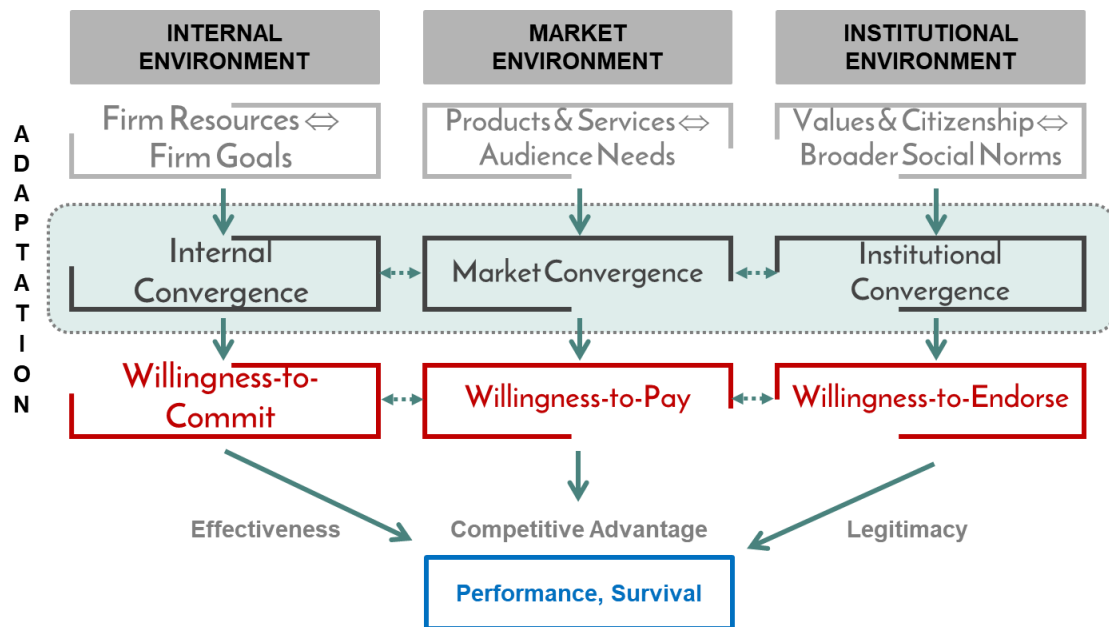 INTERNAL
ENVIRONMENT
MARKET
ENVIRONMENT
INSTITUTIONAL
ENVIRONMENT
ADAPTATION
Firm Resources ⇔
Firm Goals
Products & Services ⇔
Audience Needs
Values & Citizenship ⇔
Broader Social Norms
Internal
Convergence
Market Convergence
Institutional
Convergence
Willingness-to-
Commit
Willingness-to-Pay
Willingness-to-Endorse
Effectiveness
Competitive Advantage
Legitimacy
Performance, Survival